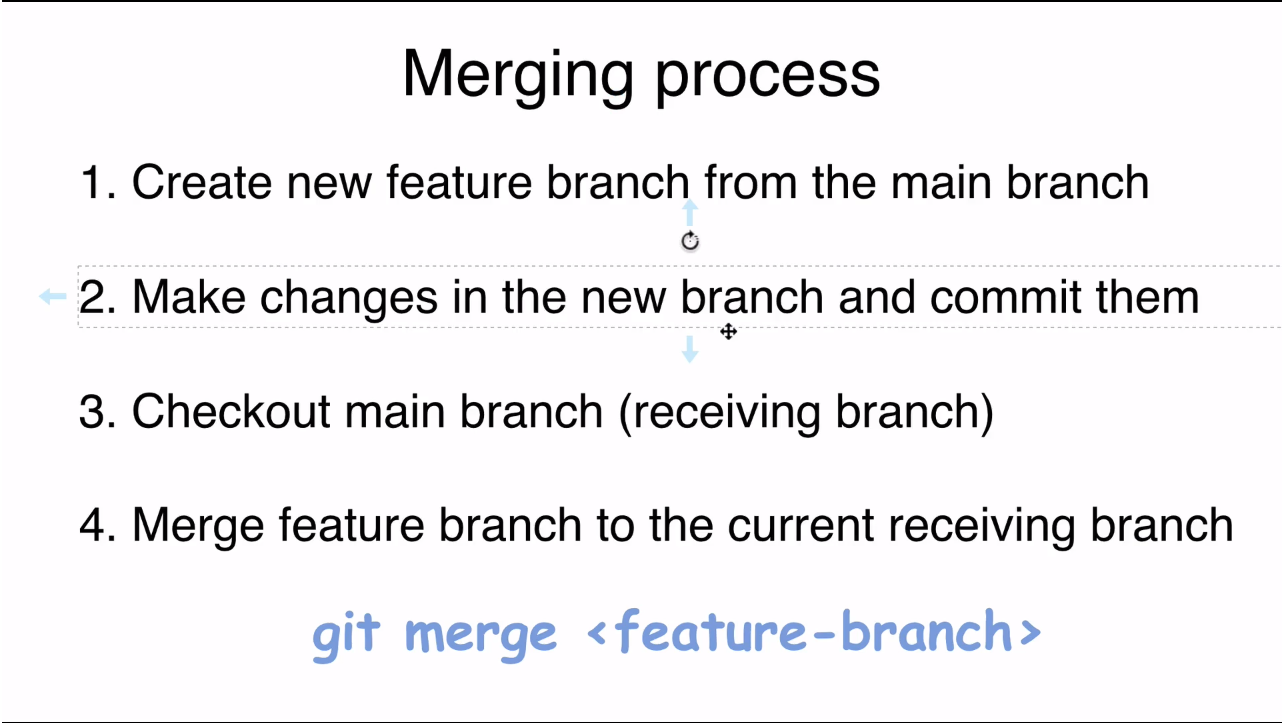 Merging process
1. Create new feature branch from the main branch
2. Make changes in the new branch and commit them
3. Checkout main branch (receiving branch)
4. Merge feature branch to the current receiving branch
git merge <feature-branch>